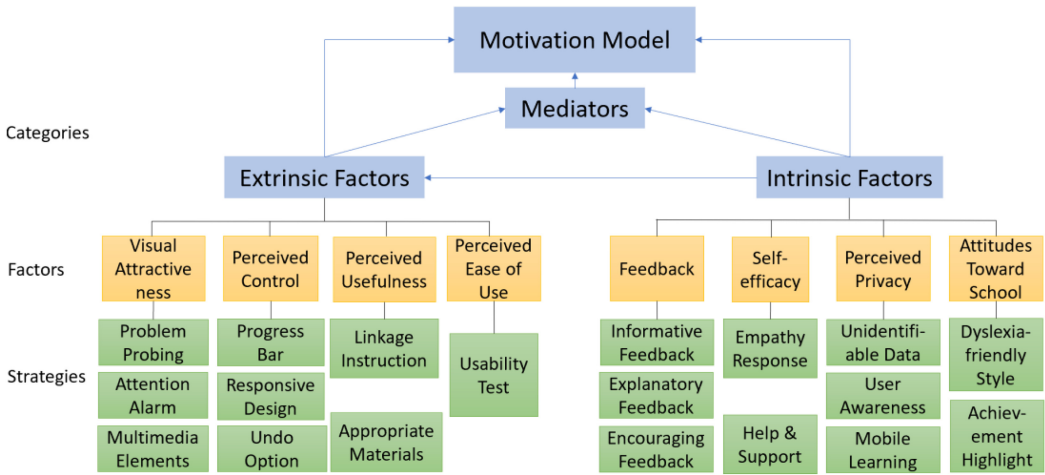 Motivation Model
Mediators
Categories
Extrinsic Factors
Intrinsic Factors
Factors
Visual
Attractive
ness
Perceived
Control
Perceived
Usefulness
Perceived
Ease of
Use
Feedback
Self-
efficacy
Perceived
Privacy
Attitudes
Toward
School
Strategies
Problem
Probing
Attention
Alarm
Multimedia
Elements
Progress
Bar
Responsive
Design
Undo
Option
Linkage
Instruction
Appropriate
Materials
Usability
Test
Informative
Feedback
Explanatory
Feedback
Encouraging
Feedback
Empathy
Response
Help &
Support
Unidentifi-
able Data
User
Awareness
Mobile
Learning
Dyslexia-
friendly
Style
Achiev-
ement
Highlight